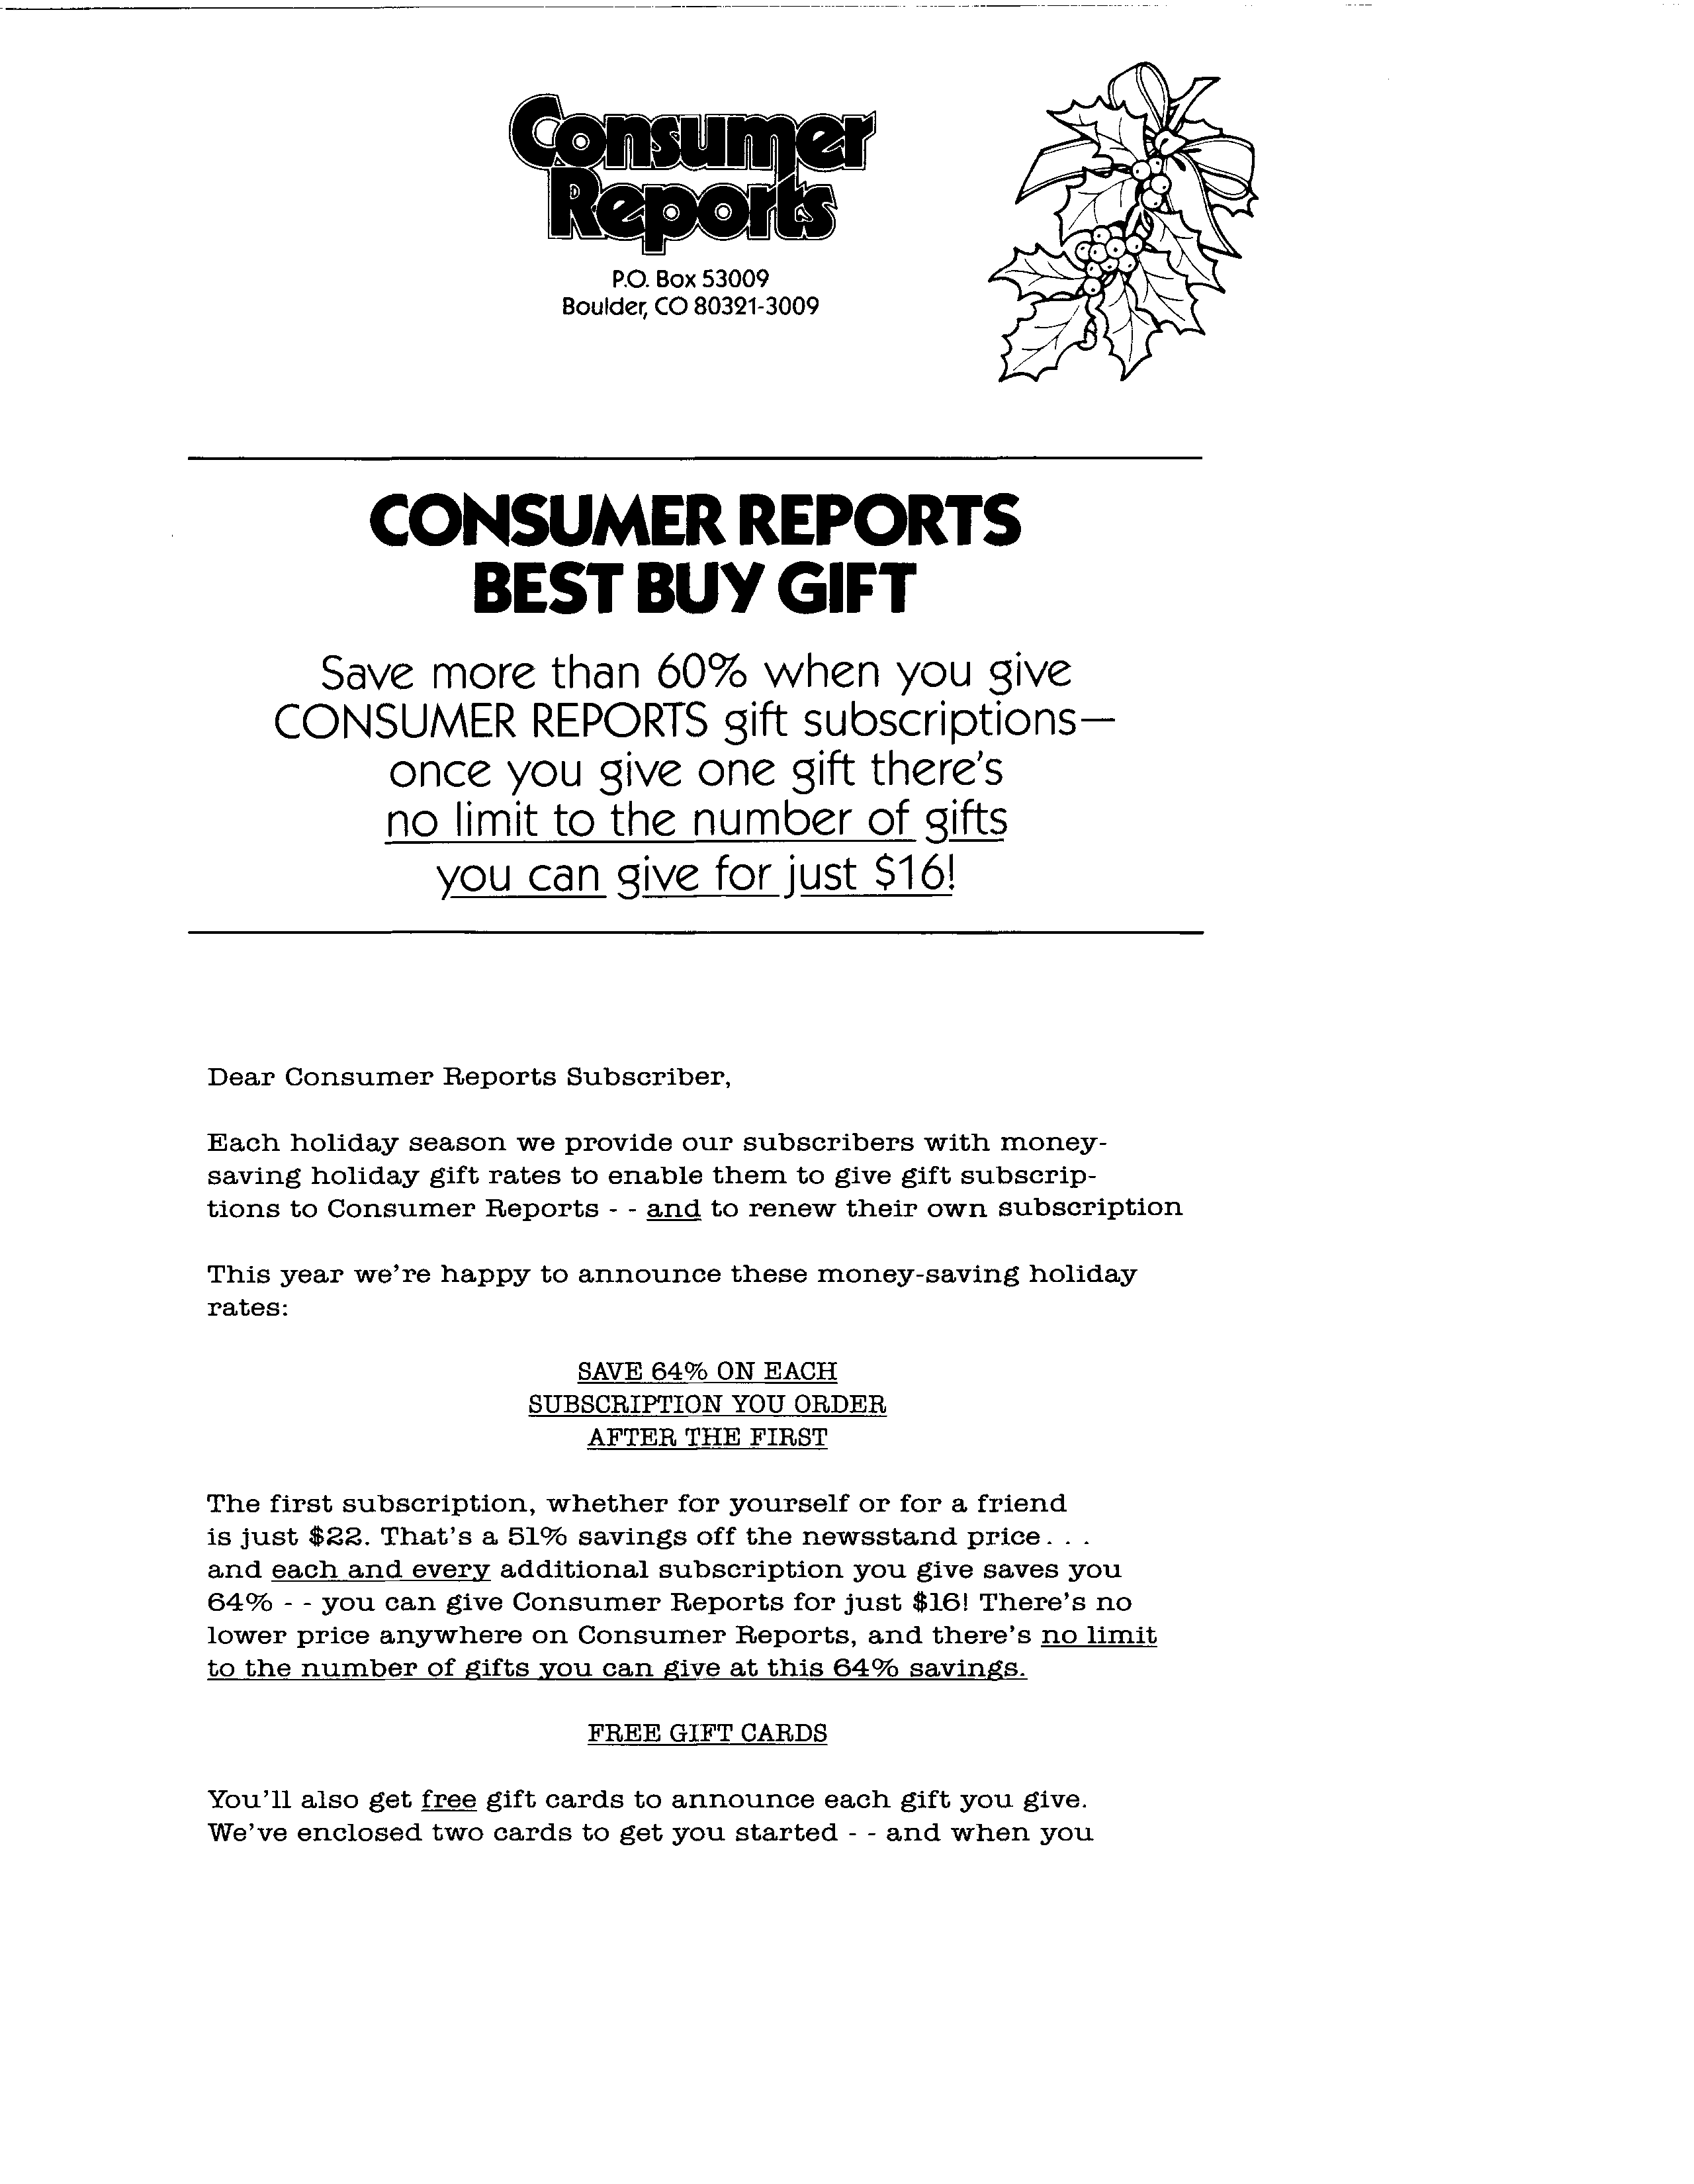 Consumer
Reports
P.O. Box 53009
Boulder, CO 80321-3009
CONSUMER REPORTS
BEST BUY GIFT
Save more than 60% when you give
CONSUMER REPORTS gift subscriptions—
once you give one gift there's
no limit to the number of gifts
you can give for just $16!
Dear Consumer Reports Subscriber,
Each holiday season we provide our subscribers with money-
saving holiday gift rates to enable them to give gift subscrip-
tions to Consumer Reports - - and to renew their own subscription
This year we're happy to announce these money-saving holiday
rates:
SAVE 64% ON EACH
SUBSCRIPTION YOU ORDER
AFTER THE FIRST
The first subscription, whether for yourself or for a friend
is just $22. That's a 51% savings off the newsstand price. . .
and each and every additional subscription you give saves you
64% - - you can give Consumer Reports for just $16! There's no
lower price anywhere on Consumer Reports, and there's no limit
to the number of gifts you can give at this 64% savings.
FREE GIFT CARDS
You'll also get free gift cards to announce each gift you give.
We've enclosed two cards to get you started - - and when you